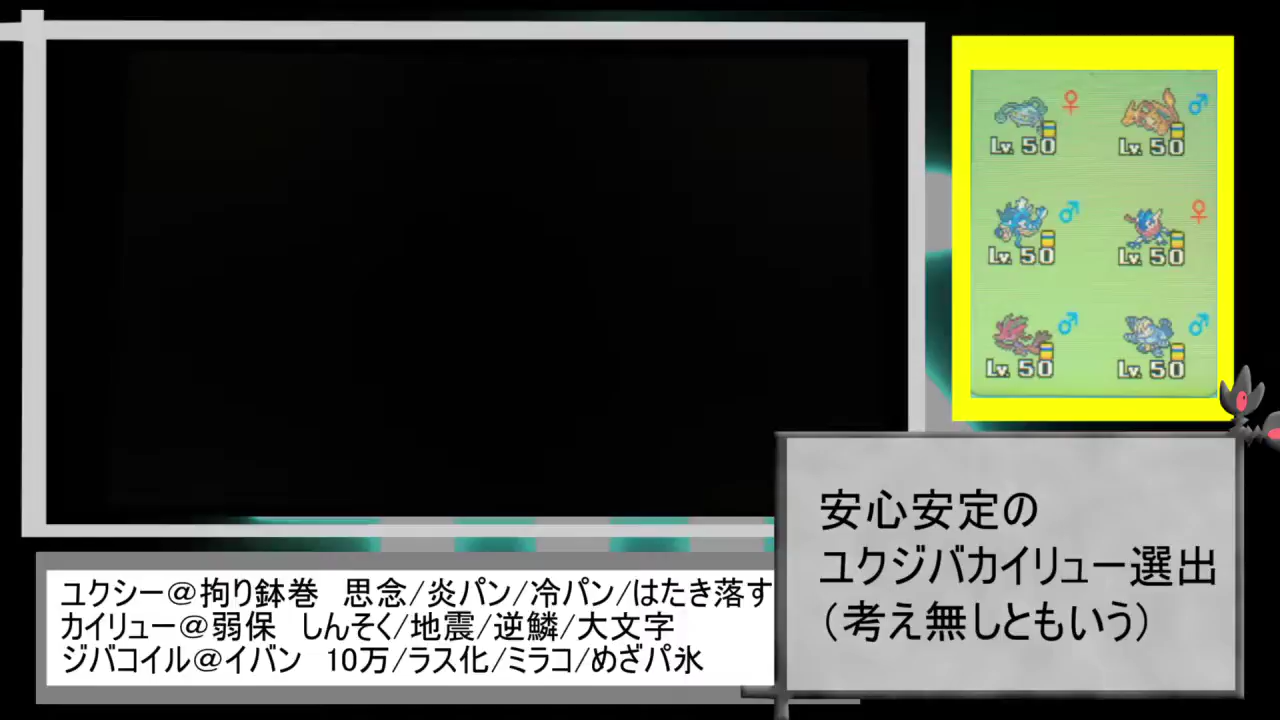 ♀ ♂
Lv.50 Lv.50
♂ ♀
Lv.50 Lv.50
♂ ♂
Lv.50 Lv.50
安心安定の
ユクジバカイリュー選出
（考え無しともいう）
ユクシー＠拘り鉢巻　思念/炎パン/冷パン/はたき落す
カイリュー＠弱保　しんそく/地震/逆鱗/大文字
ジバコイル＠イバン　10万/ラス化/ミラコ/めざパ氷